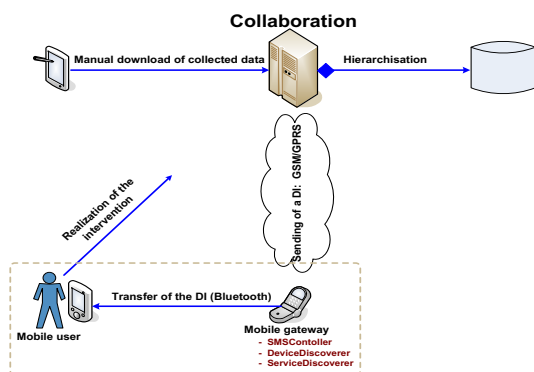 Collaboration
Manual download of collected data
Hierarchisation
Sending of a DI: GSM/GPRS
Realization of the
intervention
Transfer of the DI (Bluetooth)
Mobile user
Mobile gateway
- SMSContoller
- DeviceDiscoverer
- ServiceDiscoverer